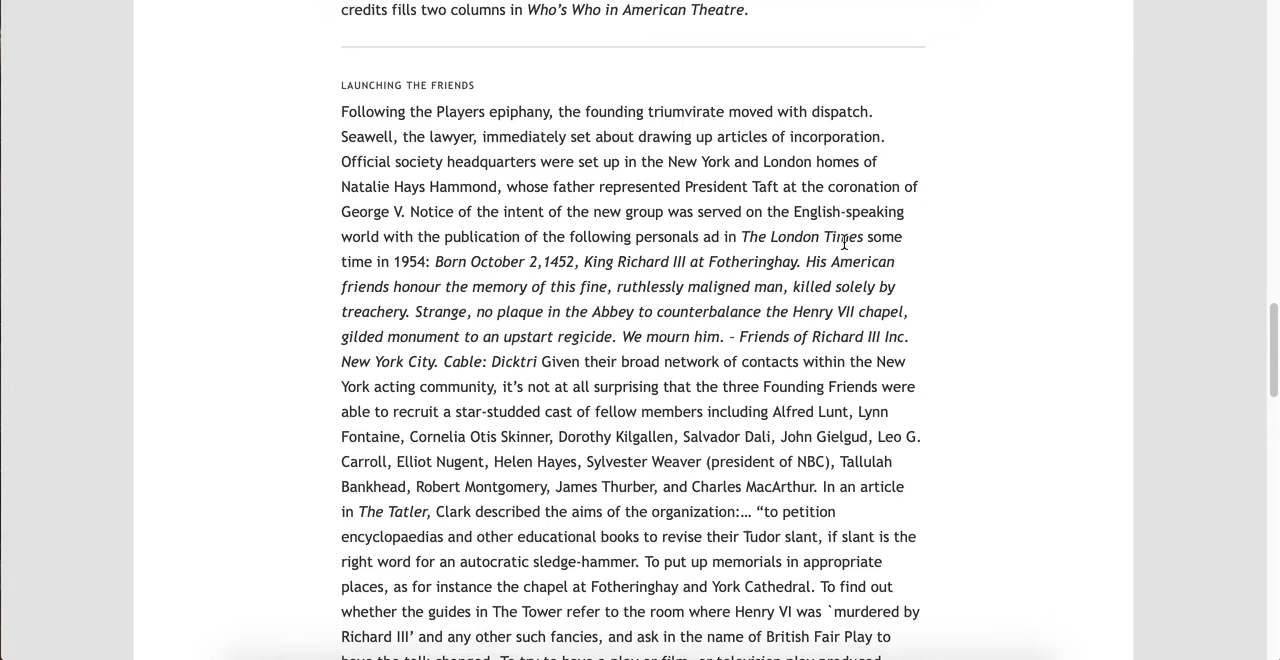 credits fills two columns in Who’s Who in American Theatre.
LAUNCHING THE FRIENDS
Following the Players epiphany, the founding triumvirate moved with dispatch.
Seawell, the lawyer, immediately set about drawing up articles of incorporation.
Official society headquarters were set up in the New York and London homes of
Natalie Hays Hammond, whose father represented President Taft at the coronation of
George V. Notice of the intent of the new group was served on the English-speaking
world with the publication of the following personals ad in The London Times some
time in 1954: Born October 2,1452, King Richard III at Fotheringhay. His American
friends honour the memory of this fine, ruthlessly maligned man, killed solely by
treachery. Strange, no plaque in the Abbey to counterbalance the Henry VII chapel,
gilded monument to an upstart regicide. We mourn him. – Friends of Richard III Inc.
New York City. Cable: Dicktri Given their broad network of contacts within the New
York acting community, it’s not at all surprising that the three Founding Friends were
able to recruit a star-studded cast of fellow members including Alfred Lunt, Lynn
Fontaine, Cornelia Otis Skinner, Dorothy Kilgallen, Salvador Dali, John Gielgud, Leo G.
Carroll, Elliot Nugent, Helen Hayes, Sylvester Weaver (president of NBC), Tallulah
Bankhead, Robert Montgomery, James Thurber, and Charles MacArthur. In an article
in The Tatler, Clark described the aims of the organization:… “to petition
encyclopaedias and other educational books to revise their Tudor slant, if slant is the
right word for an autocratic sledge-hammer. To put up memorials in appropriate
places, as for instance the chapel at Fotheringhay and York Cathedral. To find out
whether the guides in The Tower refer to the room where Henry VI was `murdered by
Richard III’ and any other such fancies, and ask in the name of British Fair Play to
have the talk changed. To try to have a play or film, or television play produced